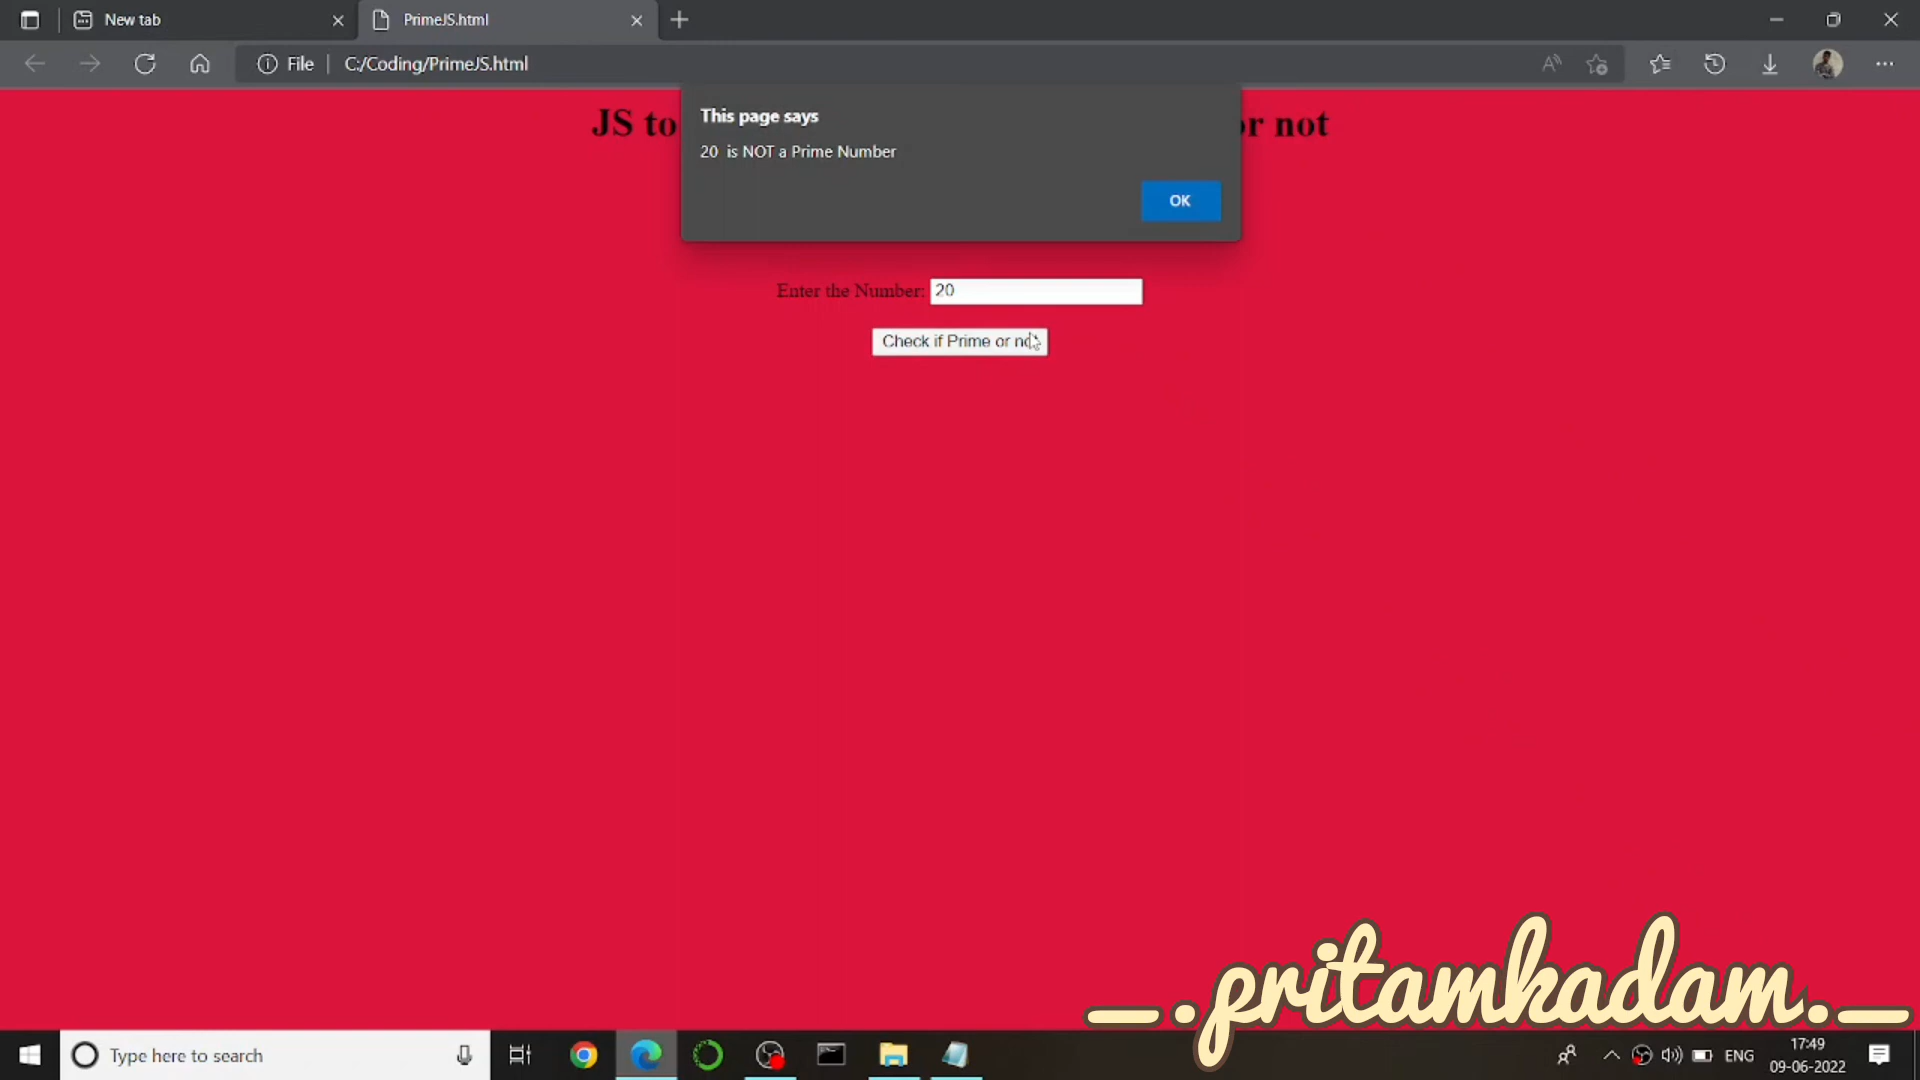 New tab
PrimeJS.html
File
C:/Coding/PrimeJS.html
JS to
or not
This page says
20 is NOT a Prime Number
OK
Enter the Number: 20
Check if Prime or not
_.pritamkadam._
Type here to search
ENG
17:49
09-06-2022